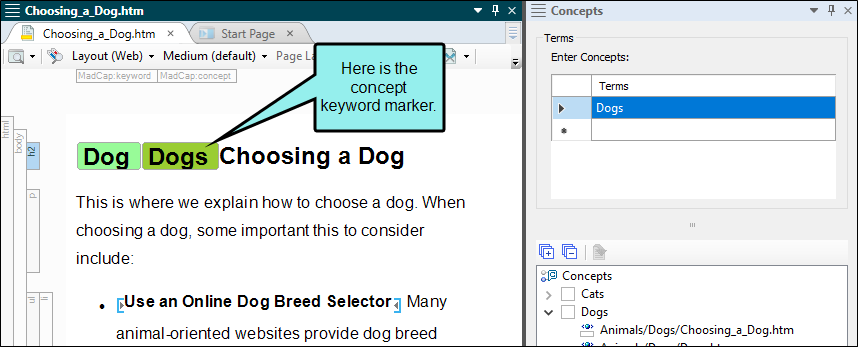 Choosing_a_Dog.htm
Choosing_a_Dog.htm
Start Page
Layout (Web)
Medium (default)
Page La
MadCap:keyword
MadCap:concept
Here is the
concept
keyword marker.
html
body
h2
Dog
Dogs
Choosing a Dog
p
This is where we explain how to choose a dog. When
choosing a dog, some important this to consider
include:
ul
li
• Use an Online Dog Breed Selector Many
animal-oriented websites provide dog breed
Concepts
Terms
Enter Concepts:
Terms
Dogs
Concepts
Cats
Dogs
Animals/Dogs/Choosing_a_Dog.htm